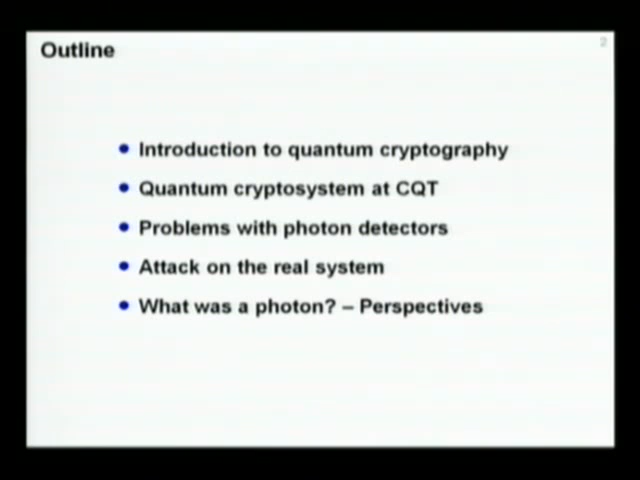 2
Outline
• Introduction to quantum cryptography
• Quantum cryptosystem at CQT
• Problems with photon detectors
• Attack on the real system
• What was a photon? – Perspectives